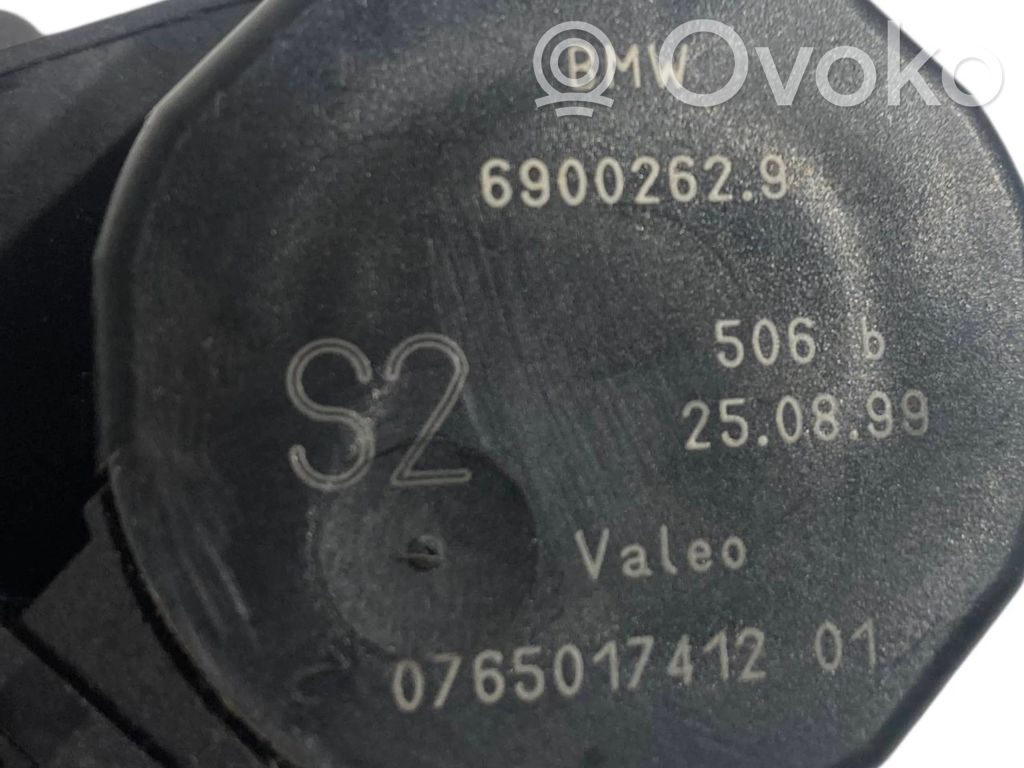 Ovoko
BMW
6900262.9
S2
506 b
25.08.99
Valeo
0765017412 01